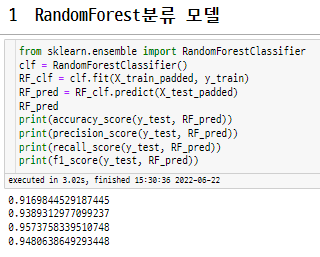 1 RandomForest분류 모델
from sklearn.ensemble import RandomForestClassifier
clf = RandomForestClassifier()
RF_clf = clf.fit(X_train_padded, y_train)
RF_pred = RF_clf.predict(X_test_padded)
RF_pred
print(accuracy_score(y_test, RF_pred))
print(precision_score(y_test, RF_pred))
print(recall_score(y_test, RF_pred))
print(f1_score(y_test, RF_pred))
executed in 3.02s, finished 15:30:36 2022-06-22
0.9169844529187445
0.9389312977099237
0.9573758339510748
0.9480638649293448